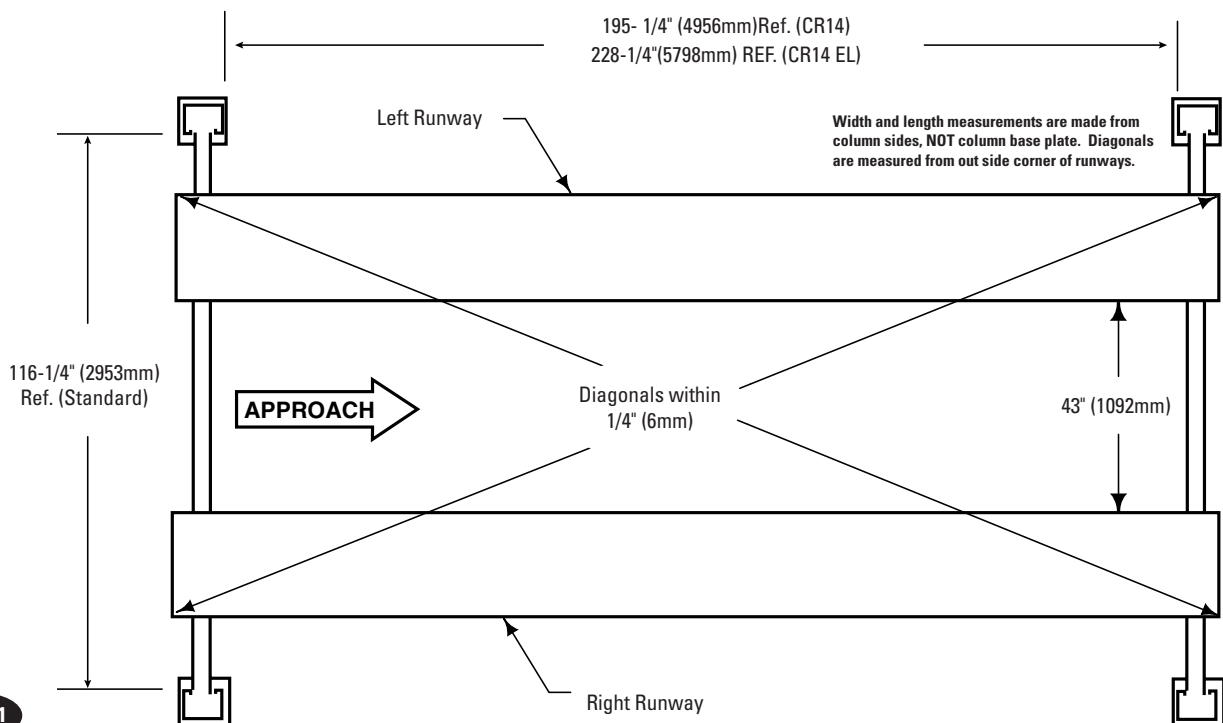 195- 1/4" (4956mm)Ref. (CR14)
228-1/4"(5798mm) REF. (CR14 EL)
Left Runway
Width and length measurements are made from
column sides, NOT column base plate.  Diagonals
are measured from out side corner of runways.
116-1/4" (2953mm)
Ref. (Standard)
APPROACH
Diagonals within
1/4" (6mm)
43" (1092mm)
Right Runway